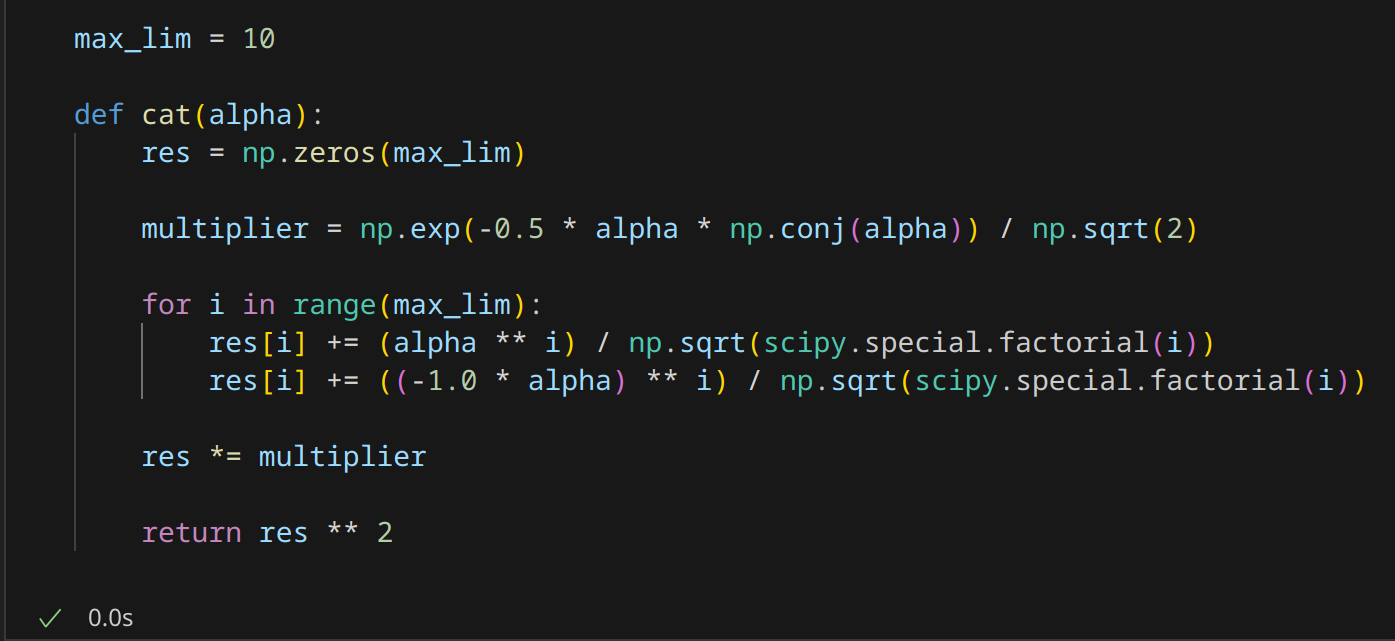 max_lim = 10
def cat(alpha):
res = np.zeros(max_lim)
multiplier = np.exp(-0.5 * alpha * np.conj(alpha)) / np.sqrt(2)
for i in range(max_lim):
res[i] += (alpha ** i) / np.sqrt(scipy.special.factorial(i))
res[i] += ((-1.0 * alpha) ** i) / np.sqrt(scipy.special.factorial(i))
res *= multiplier
return res ** 2
0.0s